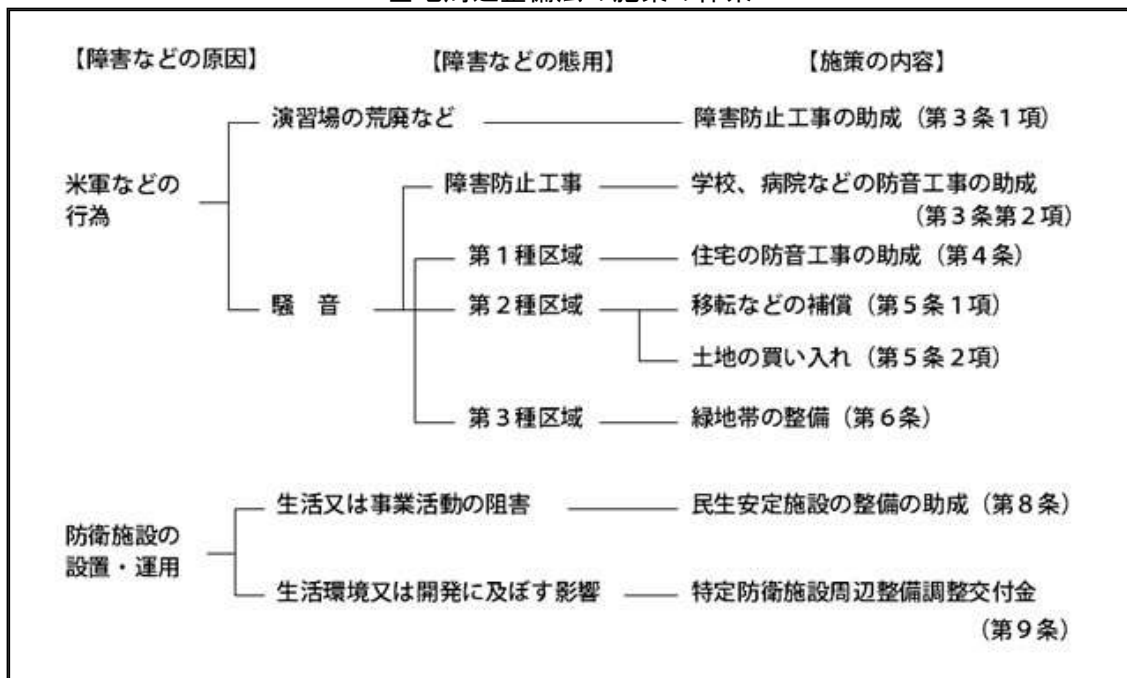 【障害などの原因】 【障害などの態用】 【施策の内容】
演習場の荒廃など 障害防止工事の助成（第３条１項）
米軍などの
行為
障害防止工事 学校、病院などの防音工事の助成
（第３条第２項）
第１種区域 住宅の防音工事の助成（第４条）
騒　音 第２種区域 移転などの補償（第５条１項）
土地の買い入れ（第５条２項）
第３種区域 緑地帯の整備（第６条）
生活又は事業活動の阻害 民生安定施設の整備の助成（第８条）
防衛施設の
設置・運用
生活環境又は開発に及ぼす影響 特定防衛施設周辺整備調整交付金
（第９条）